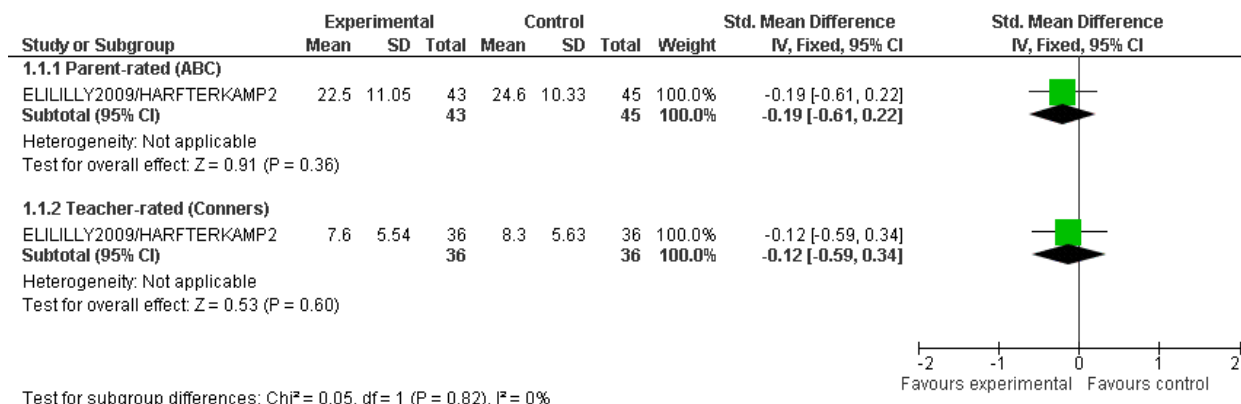 Experimental Control Std. Mean Difference Std. Mean Difference
Study or Subgroup Mean SD Total Mean SD Total Weight IV, Fixed, 95% CI IV, Fixed, 95% CI
1.1.1 Parent-rated (ABC)
ELILILLY2009/HARFTERKAMP2 22.5 11.05 43 24.6 10.33 45 100.0% -0.19 [-0.61, 0.22]
Subtotal (95% CI) 43 45 100.0% -0.19 [-0.61, 0.22]
Heterogeneity: Not applicable
Test for overall effect: Z = 0.91 (P = 0.36)
1.1.2 Teacher-rated (Conners)
ELILILLY2009/HARFTERKAMP2 7.6 5.54 36 8.3 5.63 36 100.0% -0.12 [-0.59, 0.34]
Subtotal (95% CI) 36 36 100.0% -0.12 [-0.59, 0.34]
Heterogeneity: Not applicable
Test for overall effect: Z = 0.53 (P = 0.60)
-2 -1 0 1 2
Favours experimental Favours control
Test for subgroup differences: Chi² = 0.05, df = 1 (P = 0.82), I² = 0%